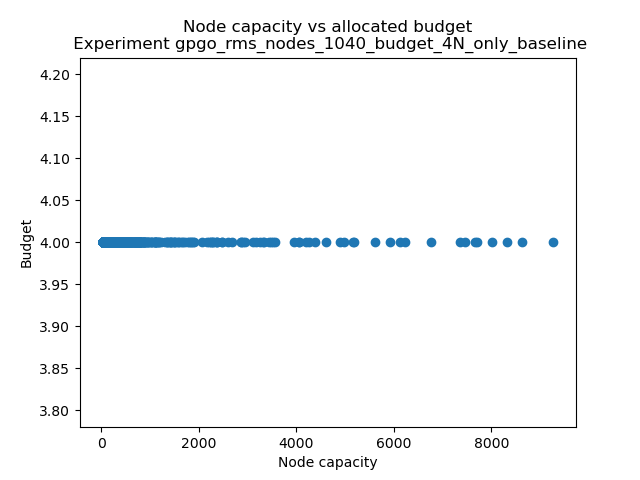 Node capacity vs allocated budget
Experiment gpgo_rms_nodes_1040_budget_4N_only_baseline
4.20
4.15
4.10
4.05
4.00
3.95
3.90
3.85
3.80
Budget
0 2000 4000 6000 8000
Node capacity